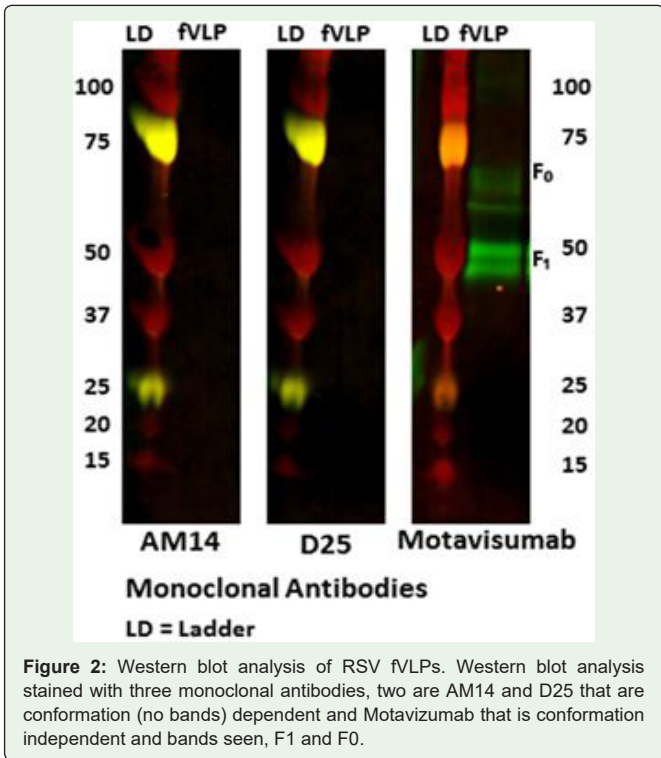 LD fVLP LD fVLP LD fVLP
100 100
75 75
F0
50 F1 50
37 37
25 25
20 20
15 15
AM14 D25 Motavisumab
Monoclonal Antibodies
LD = Ladder
Figure 2: Western blot analysis of RSV fVLPs. Western blot analysis
stained with three monoclonal antibodies, two are AM14 and D25 that are
conformation (no bands) dependent and Motavizumab that is conformation
independent and bands seen, F1 and F0.